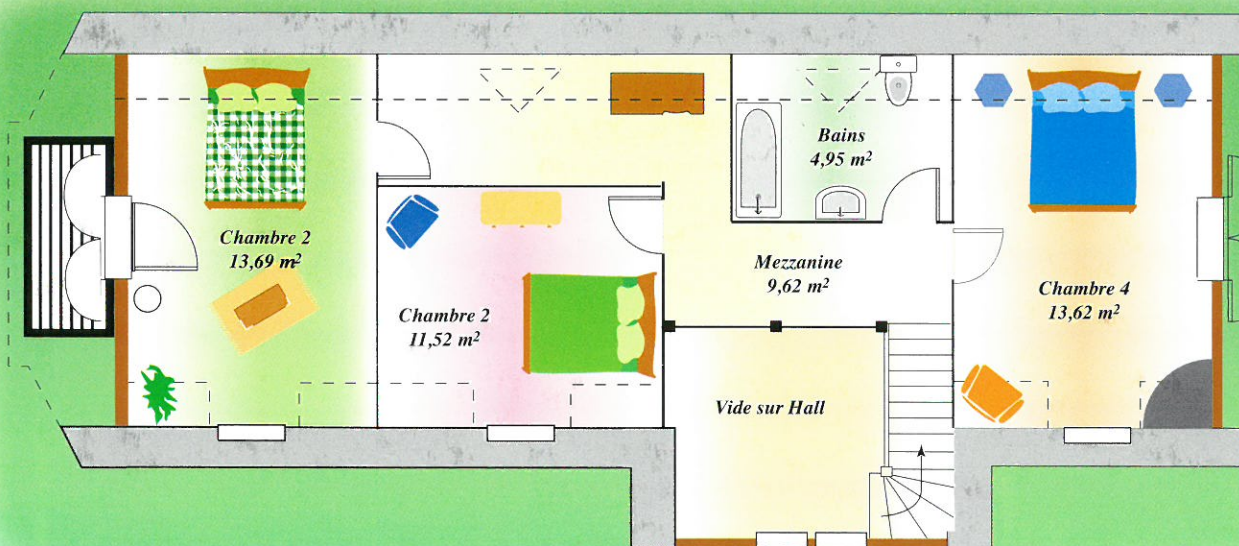 Chambre 2
13,69 m²
Chambre 2
11,52 m²
Bains
4,95 m²
Mezzanine
9,62 m²
Vide sur Hall
Chambre 4
13,62 m²